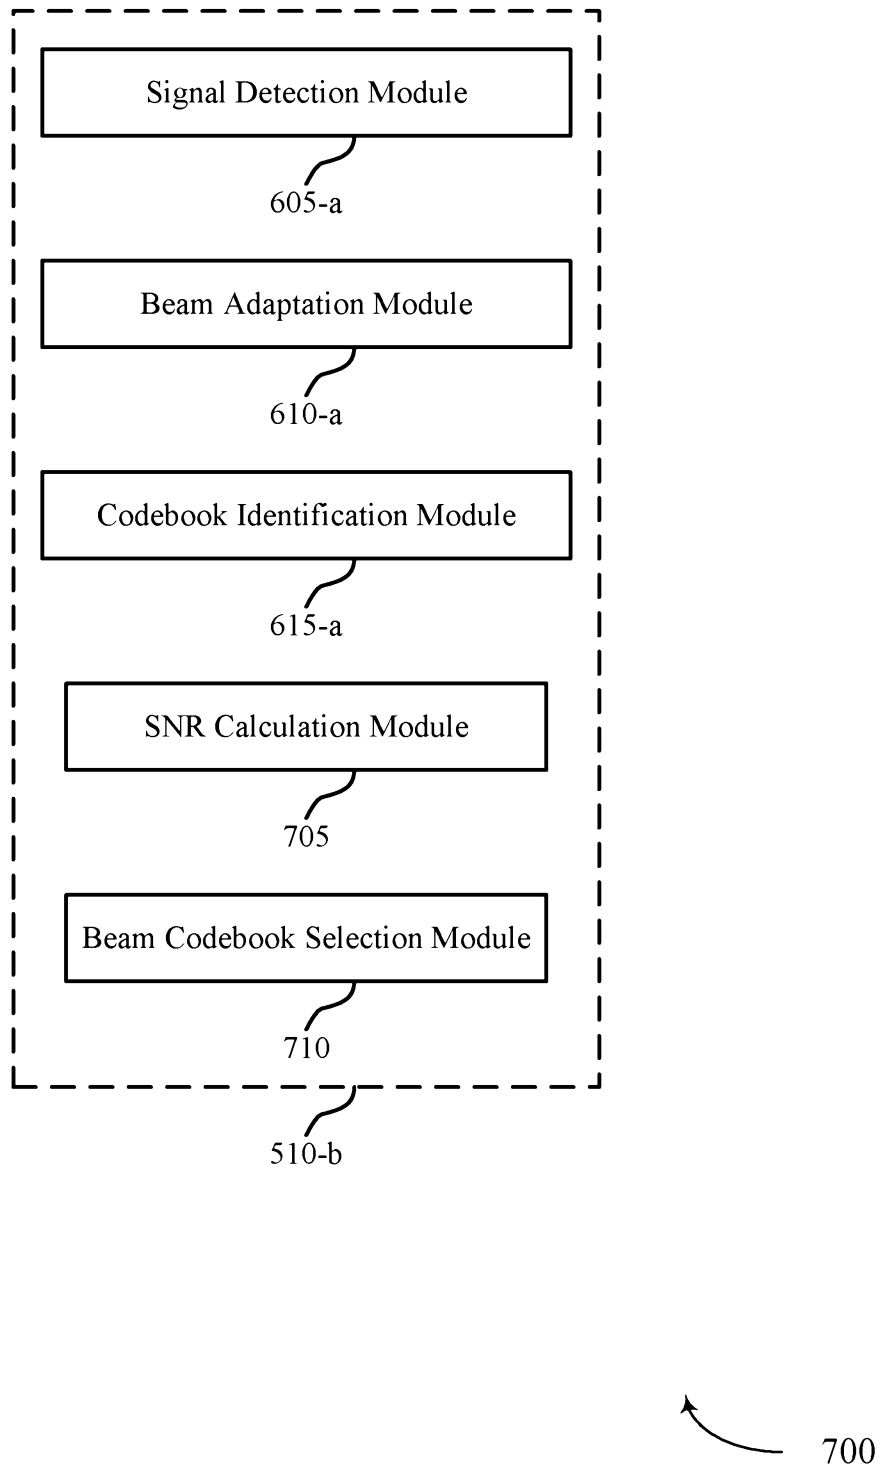 Signal Detection Module
605-a
Beam Adaptation Module
610-a
Codebook Identification Module
615-a
SNR Calculation Module
705
Beam Codebook Selection Module
710
510-b
700